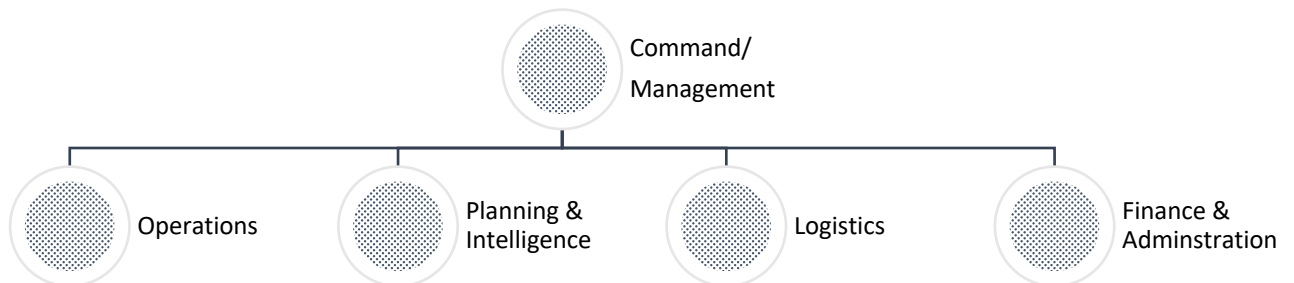 Command/
Management
Operations
Planning &
Intelligence
Logistics
Finance &
Adminstration